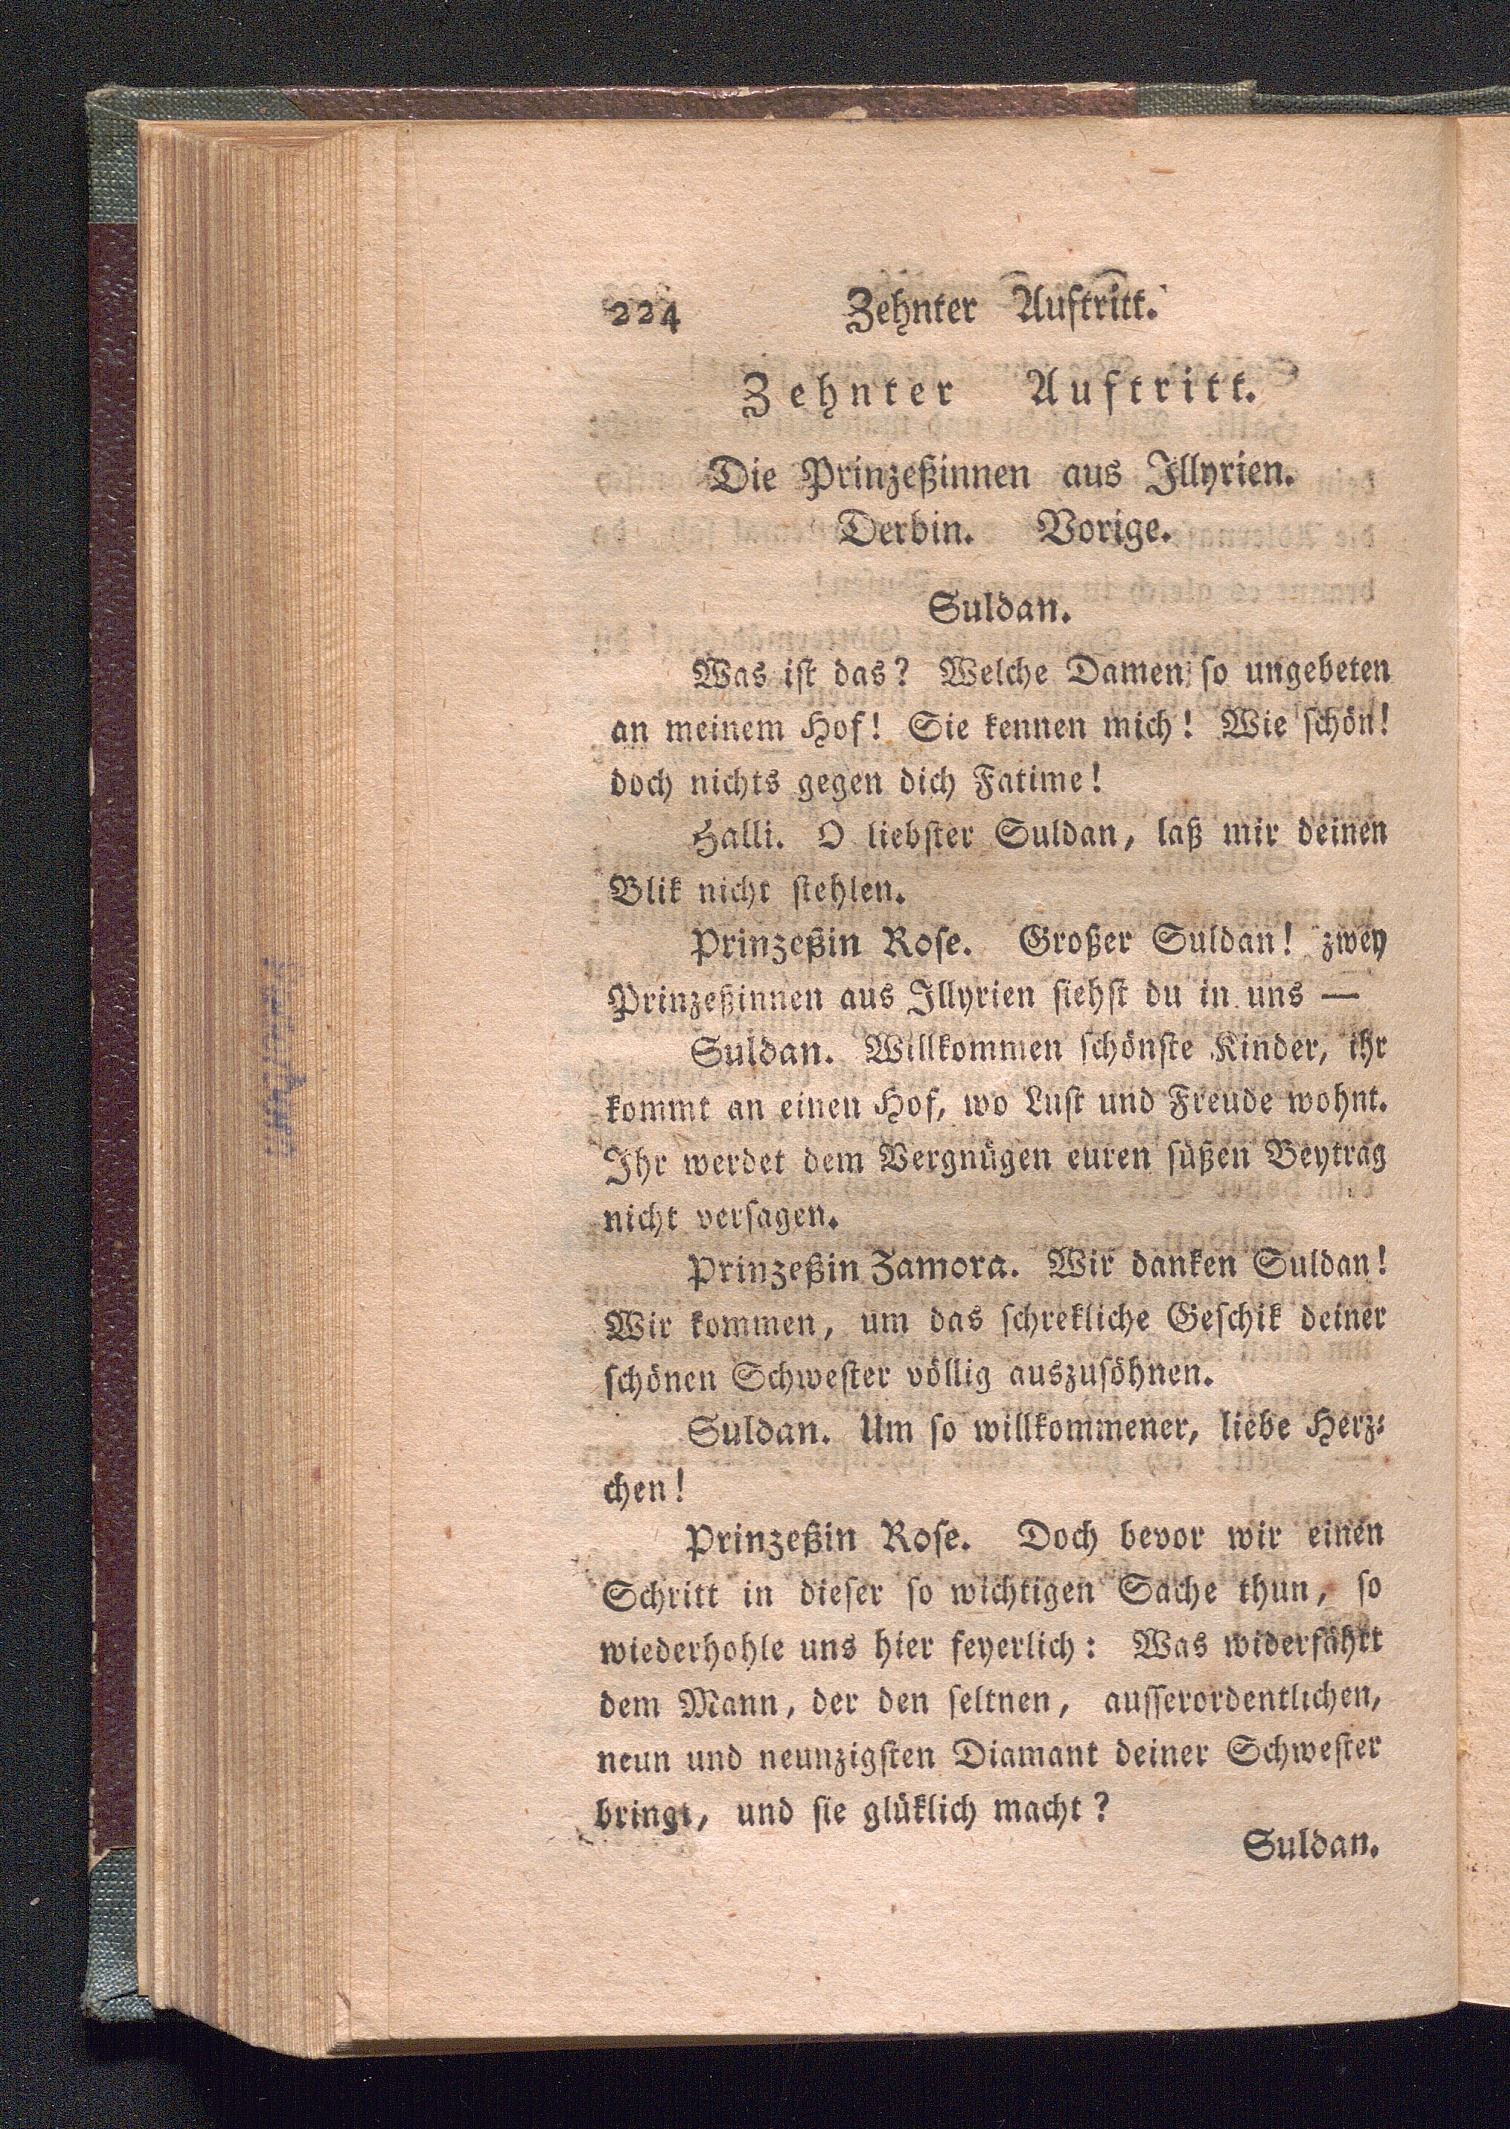 224 Zehnter Auftritt.
Zehnter Auftritt.
Die Prinzeßinnen aus Illyrien.
Derbin. Vorige.
Suldan.
Was ist das? Welche Damen so ungebeten
an meinem Hof! Sie kennen mich! Wie schön!
doch nichts gegen dich Fatime!
Halli. O liebster Suldan, laß mir deinen
Blik nicht stehlen.
Prinzeßin Rose. Großer Suldan! zwey
Prinzeßinnen aus Illyrien siehst du in uns —
Suldan. Willkommen schönste Kinder, ihr
kommt an einen Hof, wo Lust und Freude wohnt.
Ihr werdet dem Vergnügen euren süßen Beytrag
nicht versagen.
Prinzeßin Zamora. Wir danken Suldan!
Wir kommen, um das schrekliche Geschik deiner
schönen Schwester völlig auszusöhnen.
Suldan. Um so willkommener, liebe Herz-
chen!
Prinzeßin Rose. Doch bevor wir einen
Schritt in dieser so wichtigen Sache thun, so
wiederhohle uns hier feyerlich: Was widerfährt
dem Mann, der den seltnen, ausserordentlichen,
neun und neunzigsten Diamant deiner Schwester
bringt, und sie glüklich macht?
Suldan.